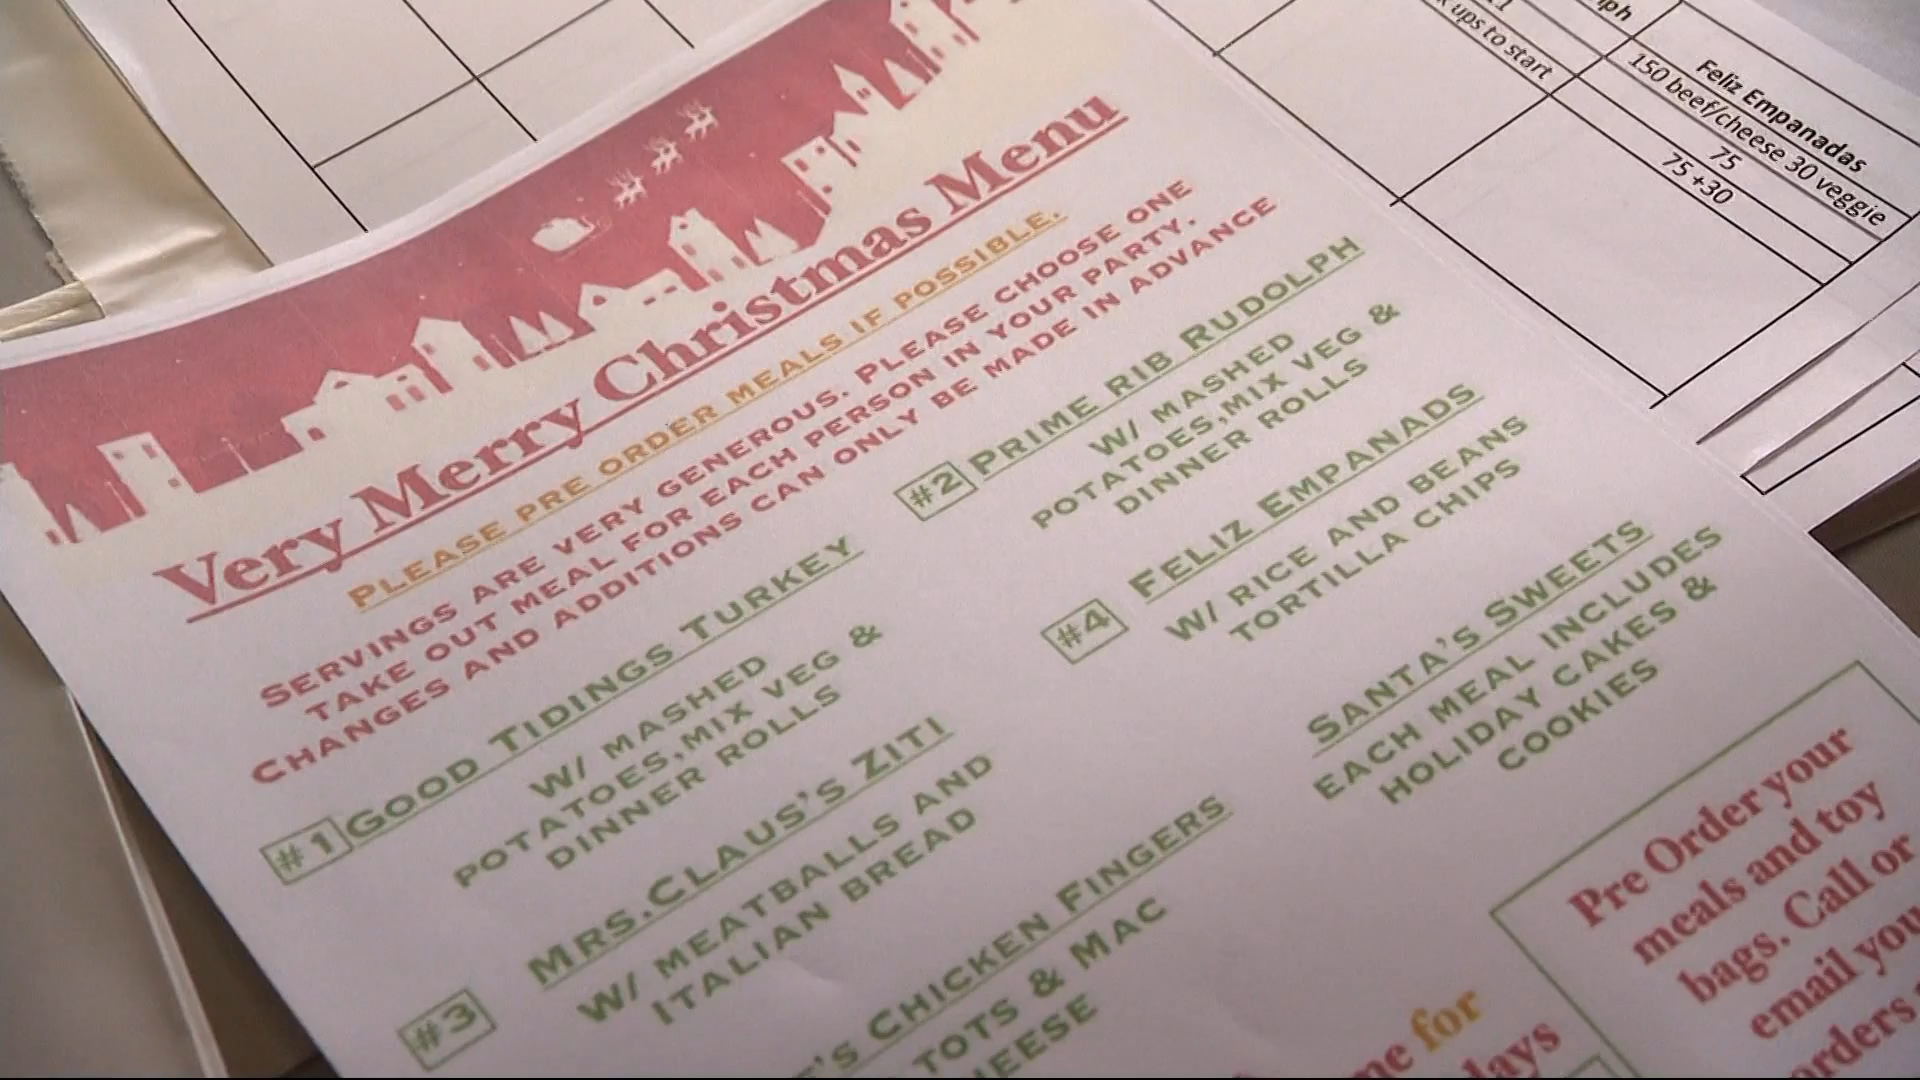 Very Merry Christmas Menu
PLEASE PRE ORDER MEALS IF POSSIBLE.
SERVINGS ARE VERY GENEROUS. PLEASE CHOOSE ONE
TAKE OUT MEAL FOR EACH PERSON IN YOUR PARTY.
CHANGES AND ADDITIONS CAN ONLY BE MADE IN ADVANCE
#1 GOOD TIDINGS TURKEY
W/ MASHED
POTATOES,MIX VEG &
DINNER ROLLS
#2 PRIME RIB RUDOLPH
W/ MASHED
POTATOES,MIX VEG &
DINNER ROLLS
#3 MRS.CLAUS'S ZITI
W/ MEATBALLS AND
ITALIAN BREAD
#4 FELIZ EMPANADS
W/ RICE AND BEANS
TORTILLA CHIPS
CHICKEN FINGERS
TOTS & MAC
SANTA'S SWEETS
EACH MEAL INCLUDES
HOLIDAY CAKES &
COOKIES
Pre Order your
meals and toy
bags. Call or
email
orders
for
ups to start
Feliz Empanadas
150 beef/cheese 30 veggie
75
75 +30